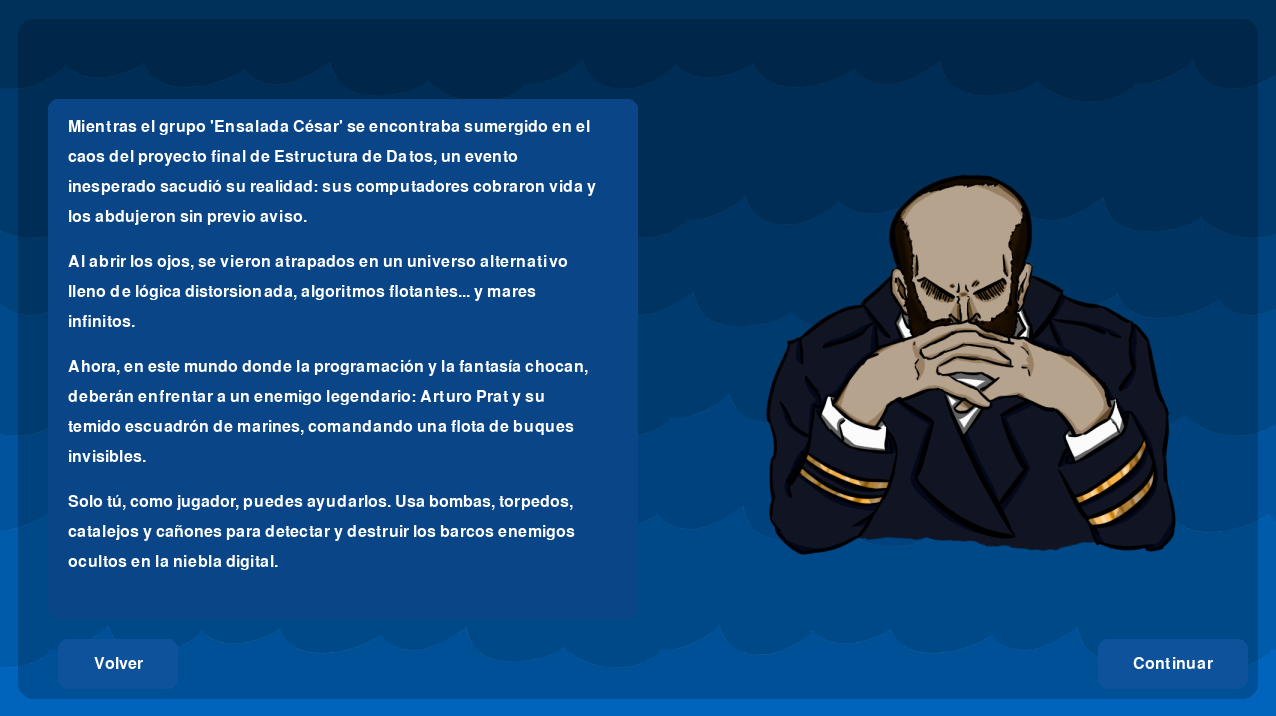 Mientras el grupo 'Ensalada César' se encontraba sumergido en el
caos del proyecto final de Estructura de Datos, un evento
inesperado sacudió su realidad: sus computadores cobraron vida y
los abdujeron sin previo aviso.
Al abrir los ojos, se vieron atrapados en un universo alternativo
lleno de lógica distorsionada, algoritmos flotantes... y mares
infinitos.
Ahora, en este mundo donde la programación y la fantasía chocan,
deberán enfrentar a un enemigo legendario: Arturo Prat y su
temido escuadrón de marines, comandando una flota de buques
invisibles.
Solo tú, como jugador, puedes ayudarlos. Usa bombas, torpedos,
catalejos y cañones para detectar y destruir los barcos enemigos
ocultos en la niebla digital.
Volver
Continuar